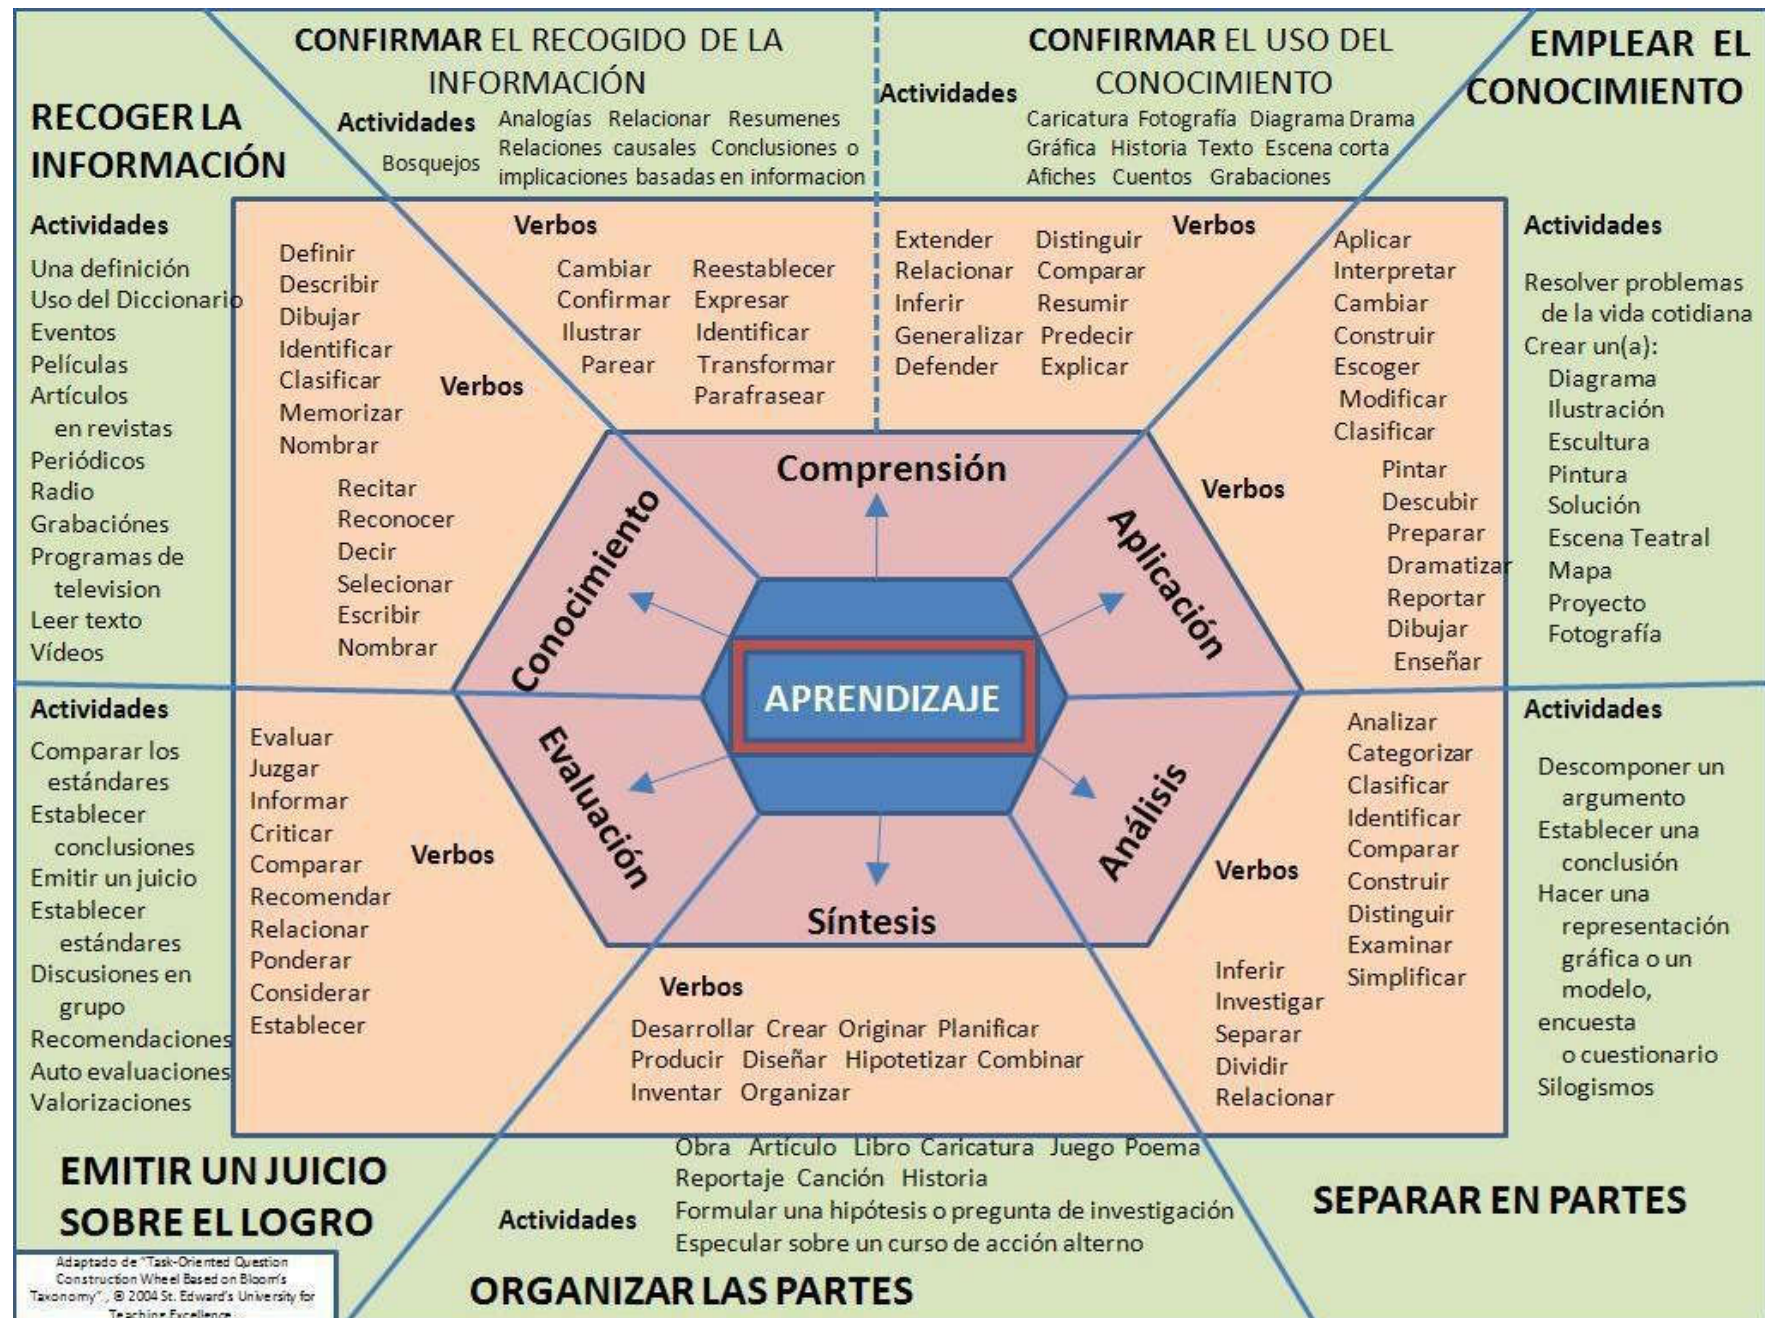 RECOGER LA
INFORMACIÓN
Actividades
Una definición
Uso del Diccionario
Eventos
Películas
Artículos
en revistas
Periódicos
Radio
Grabaciónes
Programas de
television
Leer texto
Vídeos
CONFIRMAR EL RECOGIDO DE LA
INFORMACIÓN
Actividades
Bosquejos
Analogías Relacionar Resumenes
Relaciones causales Conclusiones o
implicaciones basadas en informacion
CONFIRMAR EL USO DEL
CONOCIMIENTO
Actividades
Caricatura Fotografía Diagrama Drama
Gráfica Historia Texto Escena corta
Afiches Cuentos Grabaciones
EMPLEAR EL
CONOCIMIENTO
Actividades
Resolver problemas
de la vida cotidiana
Crear un(a):
Diagrama
Ilustración
Escultura
Pintura
Solución
Escena Teatral
Mapa
Proyecto
Fotografía
Verbos
Definir
Describir
Dibujar
Identificar
Clasificar
Memorizar
Nombrar
Recitar
Reconocer
Decir
Selecionar
Escribir
Nombrar
Verbos
Cambiar Reestablecer
Confirmar Expresar
Ilustrar Identificar
Parear Transformar
Parafrasear
Verbos
Extender Distinguir
Relacionar Comparar
Inferir Resumir
Generalizar Predecir
Defender Explicar
Verbos
Aplicar
Interpretar
Cambiar
Construir
Escoger
Modificar
Clasificar
Pintar
Descubir
Preparar
Dramatizar
Reportar
Dibujar
Enseñar
Conocimiento
Comprensión
Aplicación
APRENDIZAJE
Evaluación
Síntesis
Análisis
Actividades
Comparar los
estándares
Establecer
conclusiones
Emitir un juicio
Establecer
estándares
Discusiones en
grupo
Recomendaciones
Auto evaluaciones
Valorizaciones
Verbos
Evaluar
Juzgar
Informar
Criticar
Comparar
Recomendar
Relacionar
Ponderar
Considerar
Establecer
Verbos
Desarrollar Crear Originar Planificar
Producir Diseñar Hipotetizar Combinar
Inventar Organizar
Verbos
Analizar
Categorizar
Clasificar
Identificar
Comparar
Construir
Distinguir
Examinar
Simplificar
Inferir
Investigar
Separar
Dividir
Relacionar
Actividades
Descomponer un
argumento
Establecer una
conclusión
Hacer una
representación
gráfica o un
modelo,
encuesta
o cuestionario
Silogismos
EMITIR UN JUICIO
SOBRE EL LOGRO
Actividades
Obra Artículo Libro Caricatura Juego Poema
Reportaje Canción Historia
Formular una hipótesis o pregunta de investigación
Especular sobre un curso de acción alterno
ORGANIZAR LAS PARTES
SEPARAR EN PARTES
Adaptado de "Task-Oriented Question
Construction Wheel Based on Bloom's
Taxonomy", © 2004 St. Edward's University for
Teaching Excellence